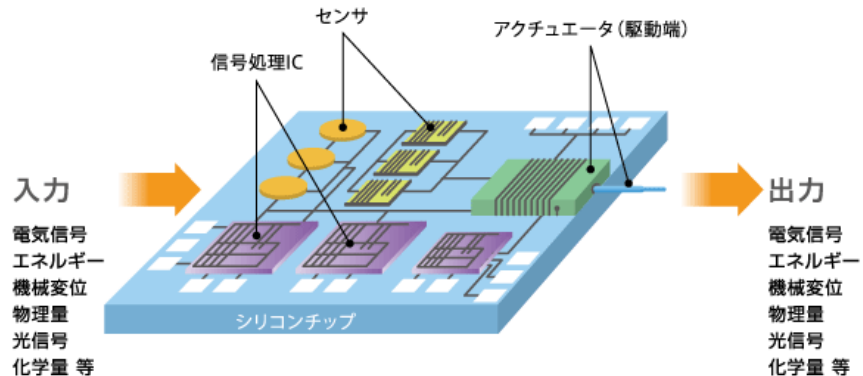 センサ
アクチュエータ(駆動端)
信号処理IC
入力
電気信号
エネルギー
機械変位
物理量
光信号
化学量 等
シリコンチップ
出力
電気信号
エネルギー
機械変位
物理量
光信号
化学量 等